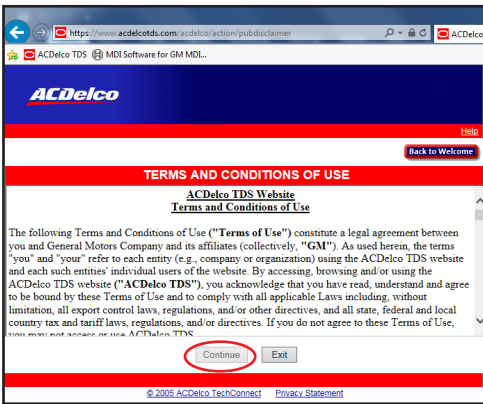 https://www.acdelcotds.com/acdelco/action/pubdisclaimer
ACDelco
ACDelco TDS MDI Software for GM MDI...
ACDelco
Help
Back to Welcome
TERMS AND CONDITIONS OF USE
ACDelco TDS Website
Terms and Conditions of Use
The following Terms and Conditions of Use ("Terms of Use") constitute a legal agreement between
you and General Motors Company and its affiliates (collectively, "GM"). As used herein, the terms
"you" and "your" refer to each entity (e.g., company or organization) using the ACDelco TDS website
and each such entities' individual users of the website. By accessing, browsing and/or using the
ACDelco TDS website ("ACDelco TDS"), you acknowledge that you have read, understand and agree
to be bound by these Terms of Use and to comply with all applicable Laws including, without
limitation, all export control laws, regulations, and/or other directives, and all state, federal and local
country tax and tariff laws, regulations, and/or directives. If you do not agree to these Terms of Use,
you may not access or use ACDelco TDS
Continue Exit
© 2005 ACDelco TechConnect Privacy Statement